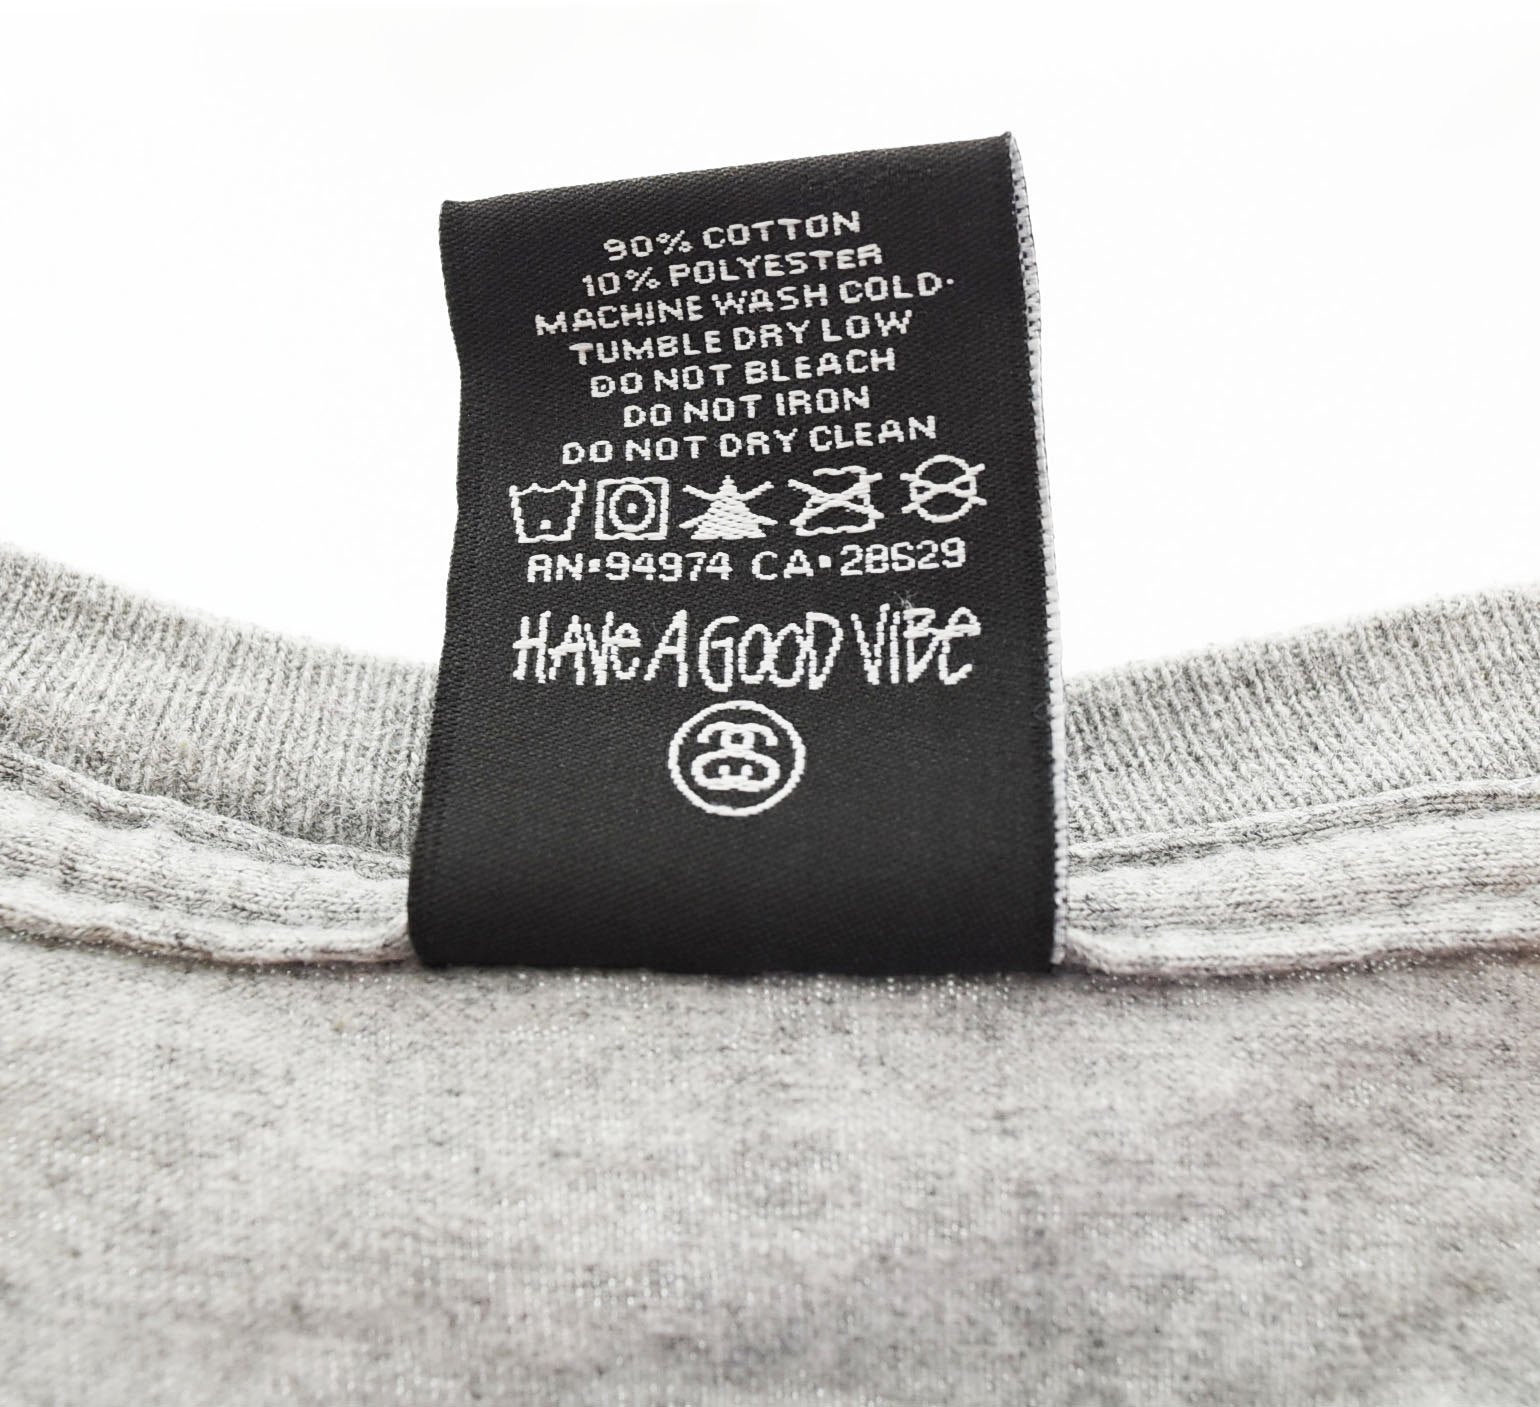 90% COTTON
10% POLYESTER
MACHINE WASH COLD·
TUMBLE DRY LOW
DO NOT BLEACH
DO NOT IRON
DO NOT DRY CLEAN
RN·94974 CA·28629
HAVe A GOOD ViBe